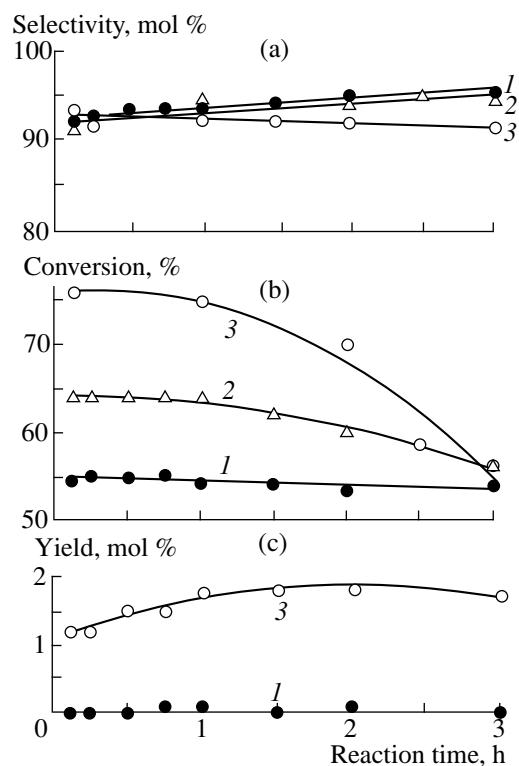 Selectivity, mol %
(a)
100
90
80
1
2
3
Conversion, %
(b)
70
60
50
3
2
1
Yield, mol %
(c)
2
1
0
3
1
1
2
3
Reaction time, h